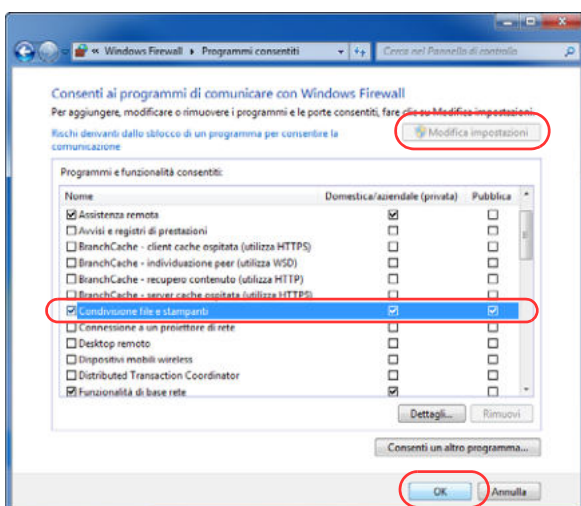 « Windows Firewall ▸ Programmi consentiti
Cerca nel Pannello di controllo
Consenti ai programmi di comunicare con Windows Firewall
Per aggiungere, modificare o rimuovere i programmi e le porte consentiti, fare clic su Modifica impostazioni.
Rischi derivanti dallo sblocco di un programma per consentire la
comunicazione
Modifica impostazioni
Programmi e funzionalità consentiti:
Nome Domestica/aziendale (privata) Pubblica
Assistenza remota
Avvisi e registri di prestazioni
BranchCache - client cache ospitata (utilizza HTTPS)
BranchCache - individuazione peer (utilizza WSD)
BranchCache - recupero contenuto (utilizza HTTP)
BranchCache - server cache ospitata (utilizza HTTPS)
Condivisione file e stampanti
Connessione a un proiettore di rete
Desktop remoto
Dispositivi mobili wireless
Distributed Transaction Coordinator
Funzionalità di base rete
Dettagli... Rimuovi
Consenti un altro programma...
OK Annulla